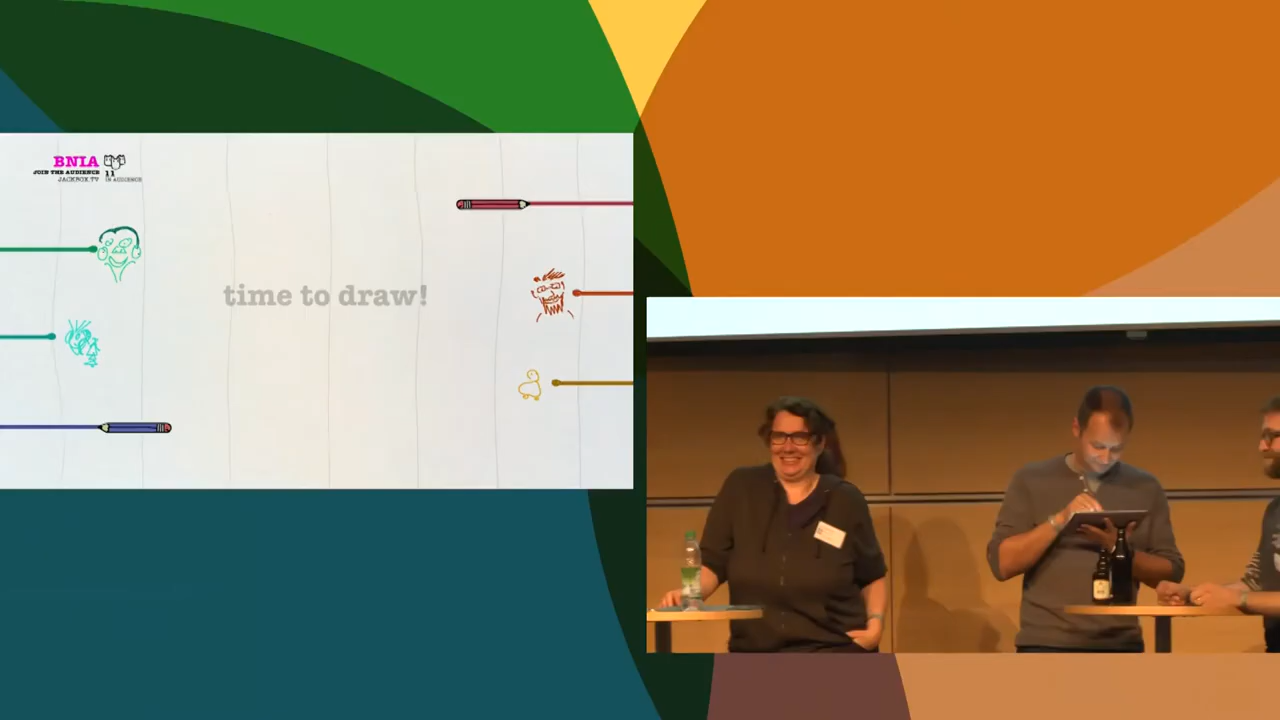 BNIA
JOIN THE AUDIENCE 11
JACKBOX.TV IN AUDIENCE
time to draw!